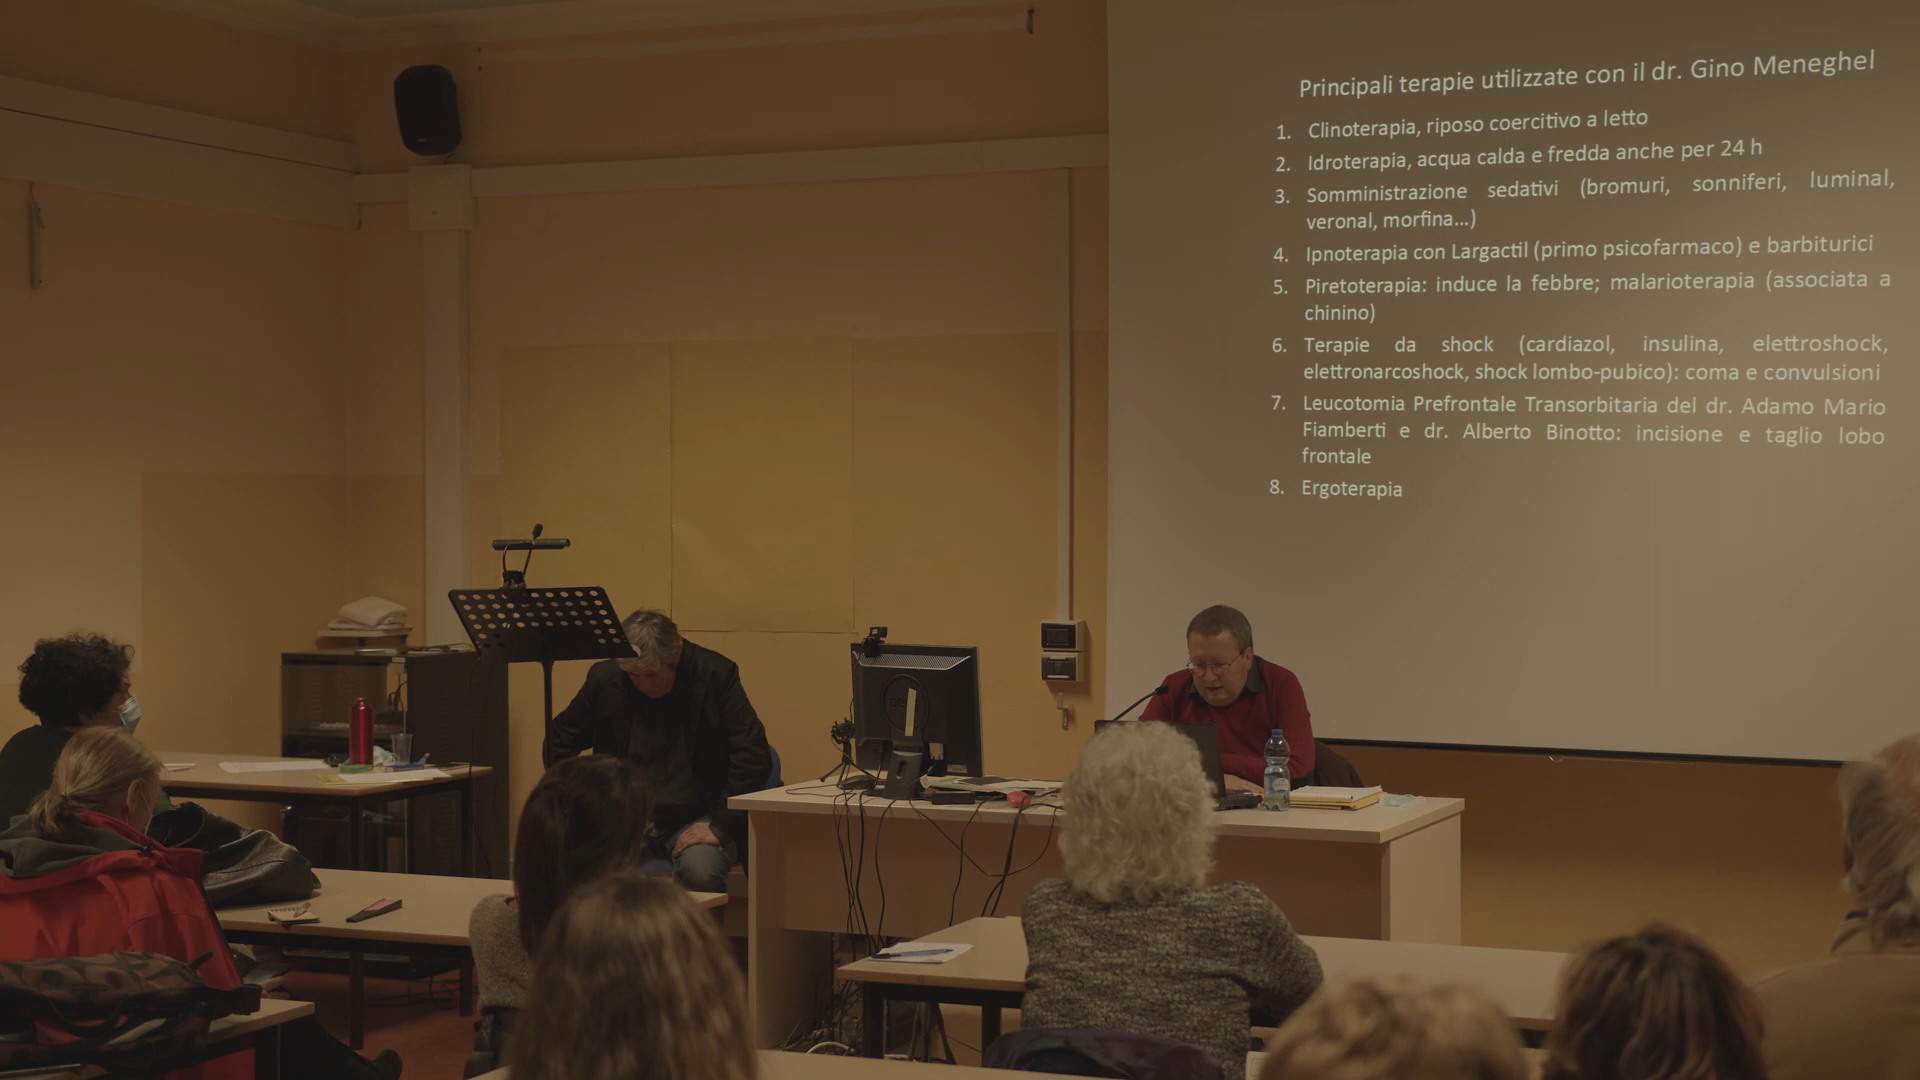 Principali terapie utilizzate con il dr. Gino Meneghel
1. Clinoterapia, riposo coercitivo a letto
2. Idroterapia, acqua calda e fredda anche per 24 h
3. Somministrazione sedativi (bromuri, sonniferi, luminal,
veronal, morfina...)
4. Ipnoterapia con Largactil (primo psicofarmaco) e barbiturici
5. Piretoterapia: induce la febbre; malarioterapia (associata a
chinino)
6. Terapie da shock (cardiazol, insulina, elettroshock,
elettronarcoshock, shock lombo-pubico): coma e convulsioni
7. Leucotomia Prefrontale Transorbitaria del dr. Adamo Mario
Fiamberti e dr. Alberto Binotto: incisione e taglio lobo
frontale
8. Ergoterapia